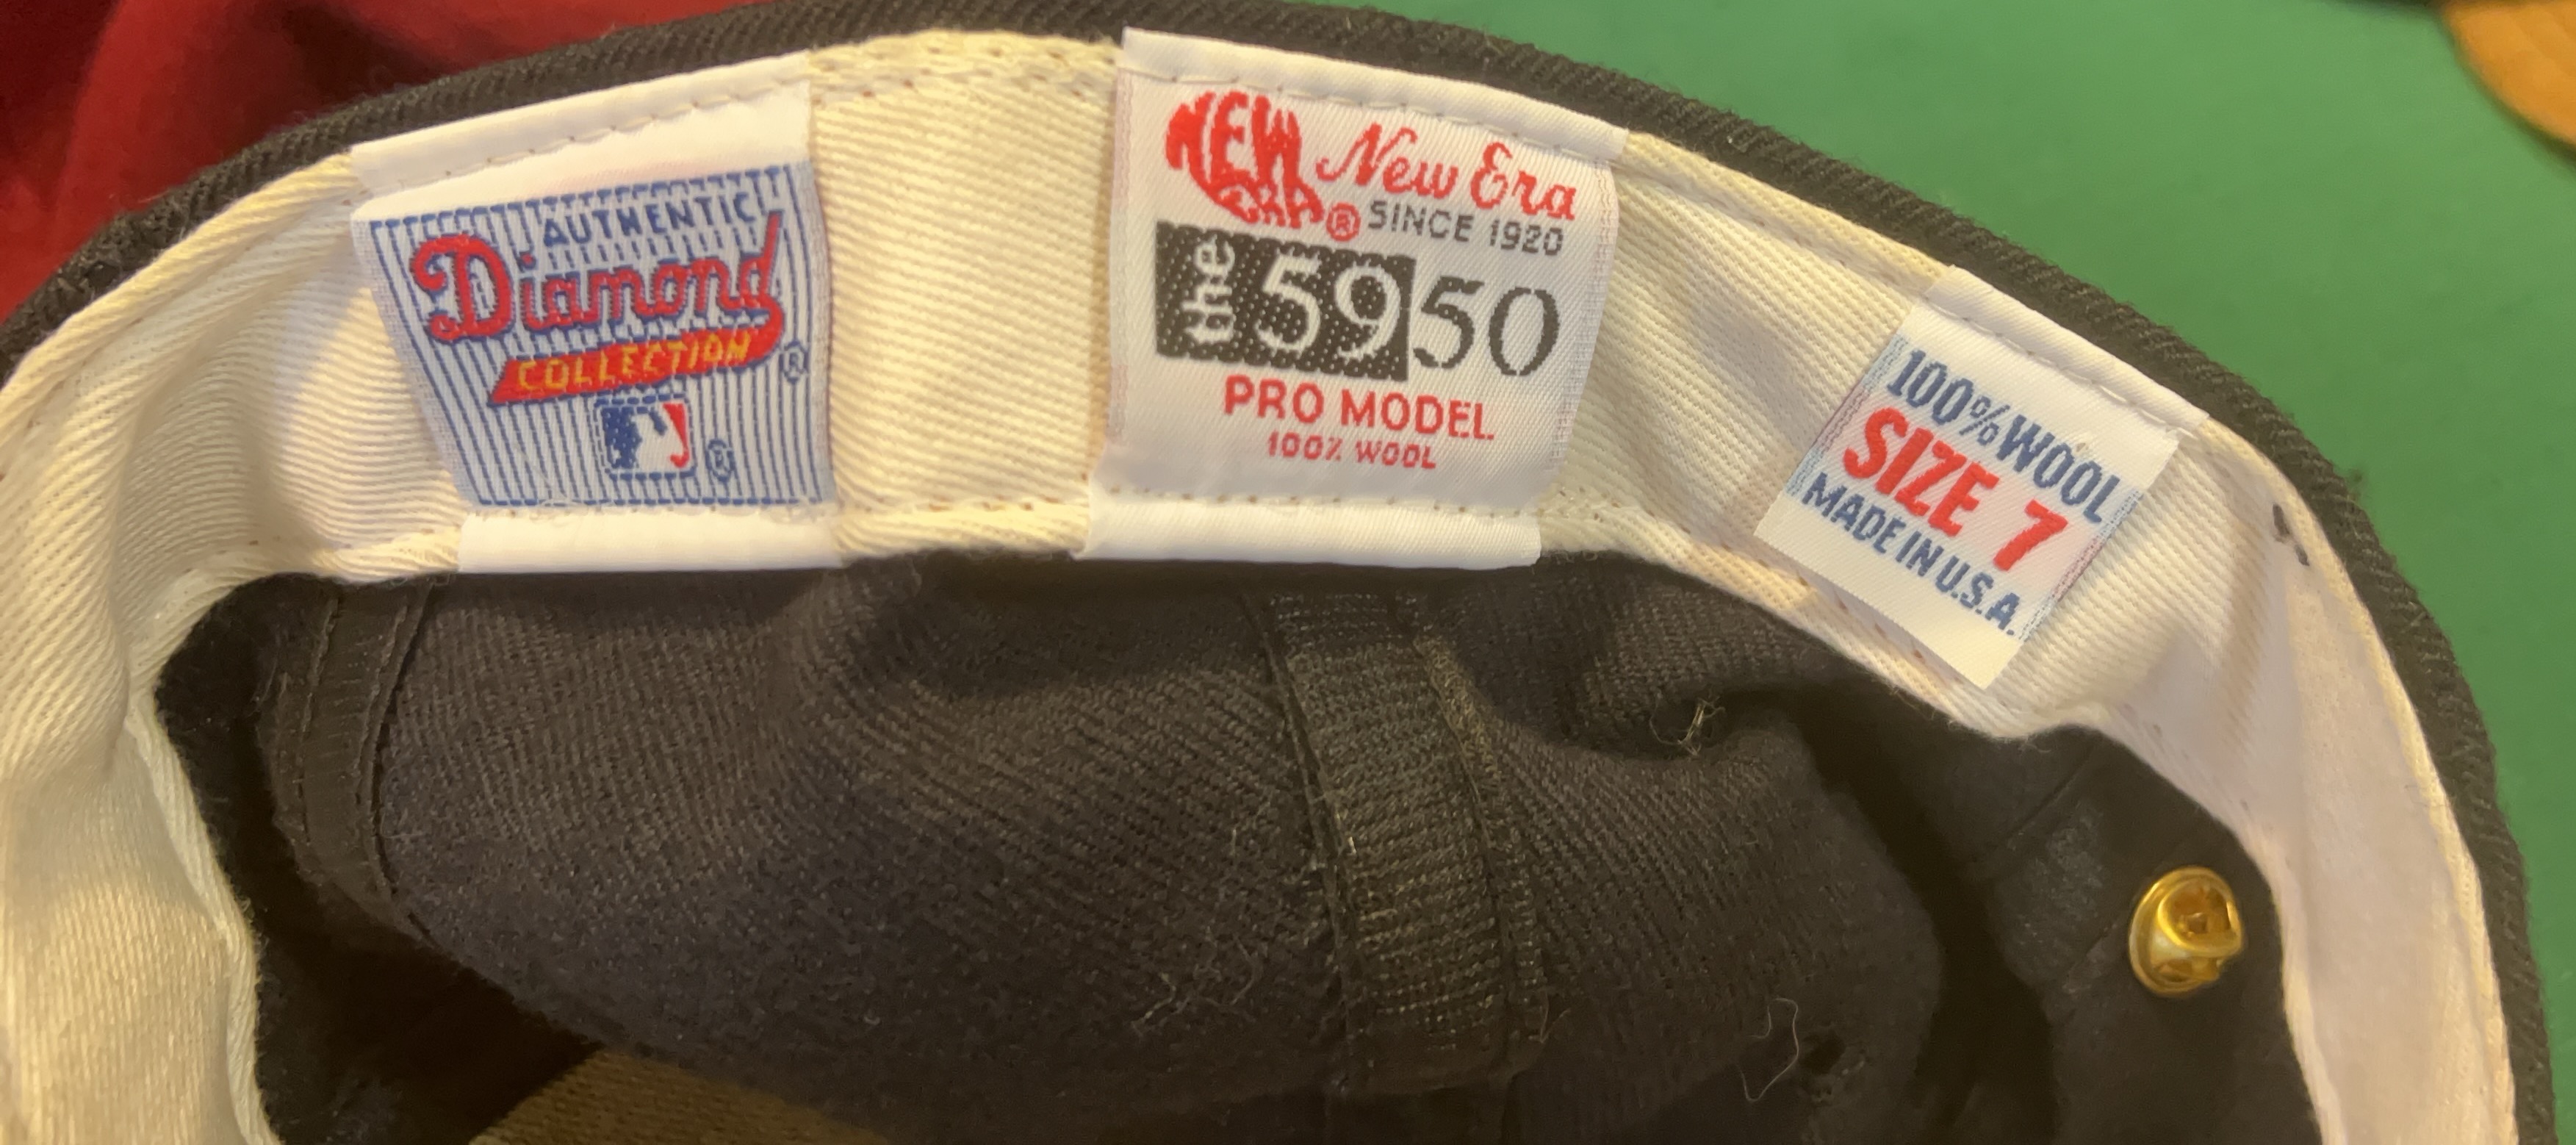 AUTHENTIC
Diamond
COLLECTION ®
®
NEW ERA ®
New Era
SINCE 1920
the 5950
PRO MODEL
100% WOOL
100% WOOL
SIZE 7
MADE IN U.S.A.